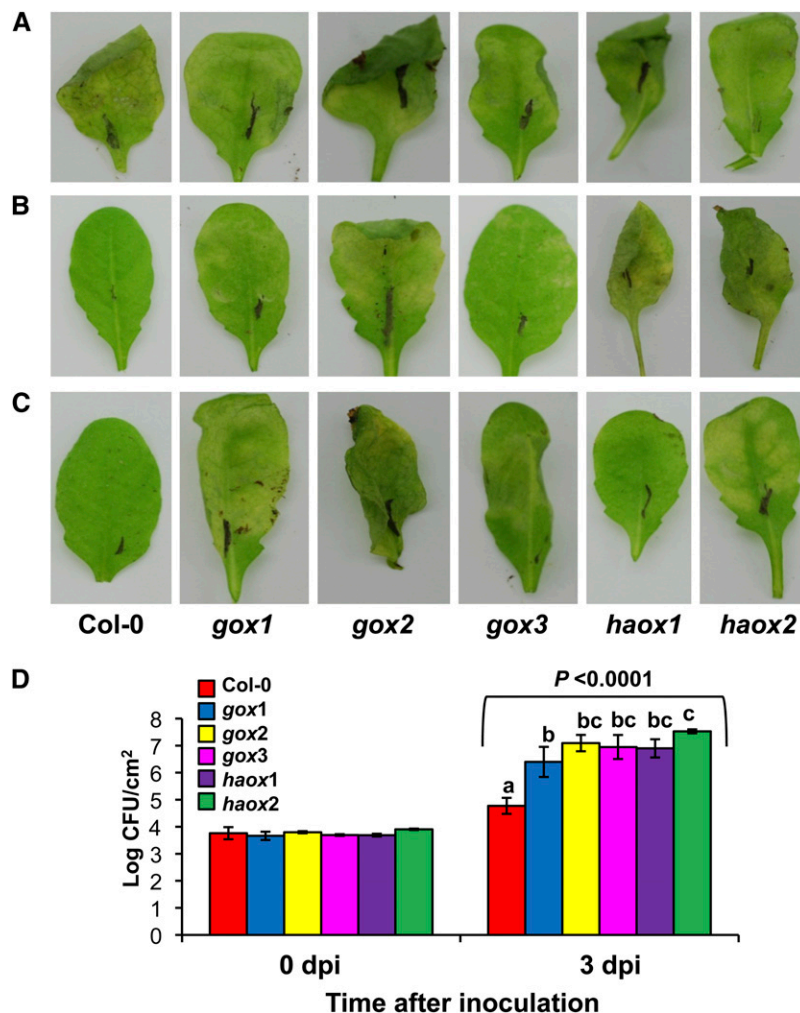 A
B
C
Col-0 gox1 gox2 gox3 haox1 haox2
D
Col-0
gox1
gox2
gox3
haox1
haox2
P <0.0001
a b bc bc bc c
Log CFU/cm²
8
7
6
5
4
3
2
1
0
0 dpi 3 dpi
Time after inoculation